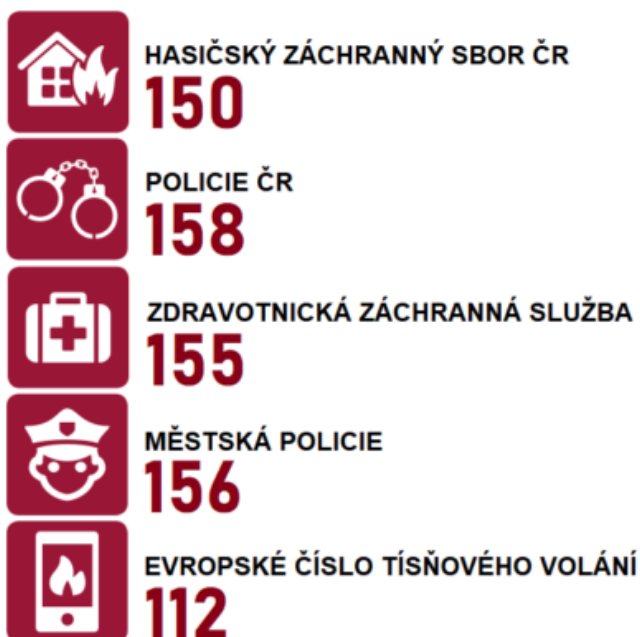 HASIČSKÝ ZÁCHRANNÝ SBOR ČR
150
POLICIE ČR
158
ZDRAVOTNICKÁ ZÁCHRANNÁ SLUŽBA
155
MĚSTSKÁ POLICIE
156
EVROPSKÉ ČÍSLO TÍSŇOVÉHO VOLÁNÍ
112